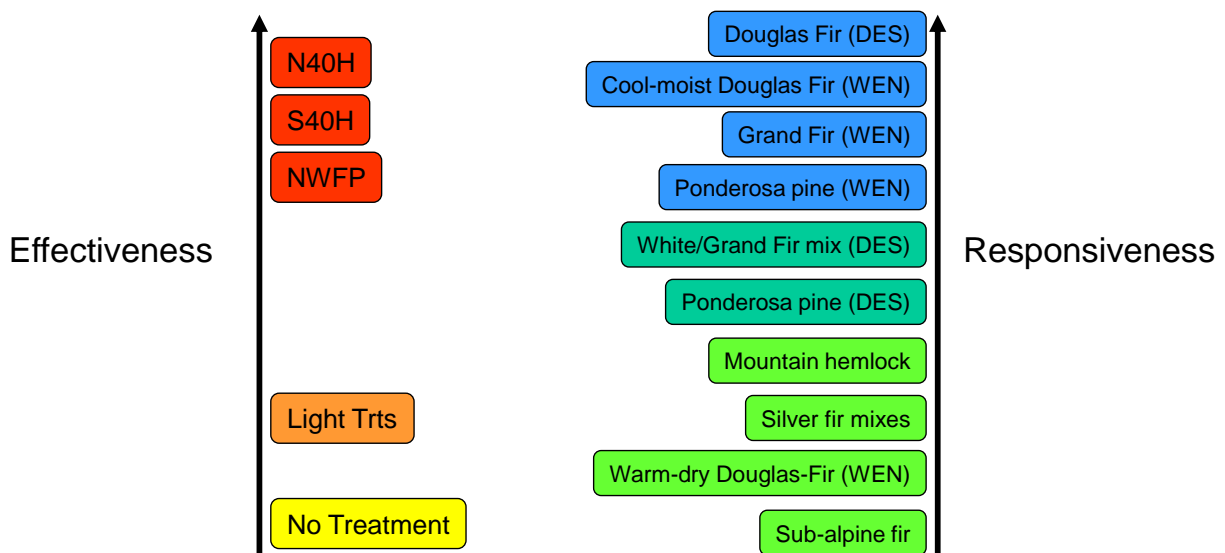 N40H
S40H
NWFP
Effectiveness
Light Trts
No Treatment
Douglas Fir (DES)
Cool-moist Douglas Fir (WEN)
Grand Fir (WEN)
Ponderosa pine (WEN)
White/Grand Fir mix (DES)
Responsiveness
Ponderosa pine (DES)
Mountain hemlock
Silver fir mixes
Warm-dry Douglas-Fir (WEN)
Sub-alpine fir